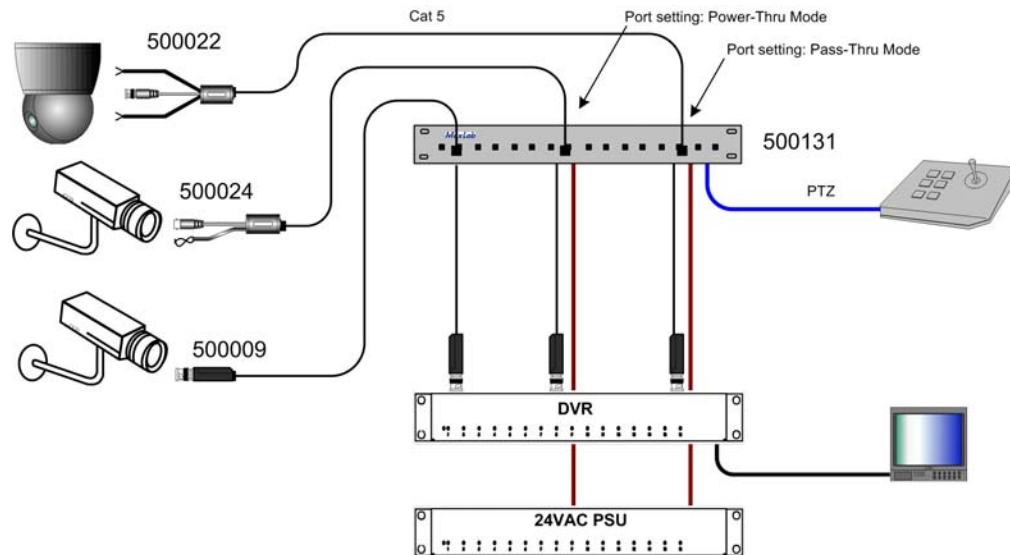 Cat 5
Port setting: Power-Thru Mode
500022
Port setting: Pass-Thru Mode
MuxLab
500131
500024
PTZ
500009
DVR
24VAC PSU